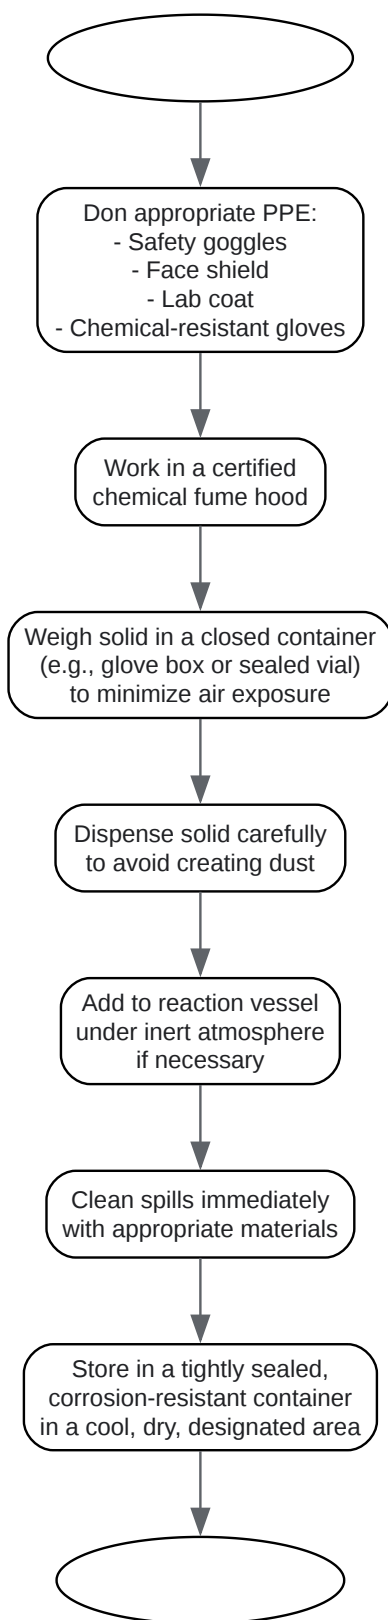 Don appropriate PPE:
- Safety goggles
- Face shield
- Lab coat
- Chemical-resistant gloves
Work in a certified
chemical fume hood
Weigh solid in a closed container
(e.g., glove box or sealed vial)
to minimize air exposure
Dispense solid carefully
to avoid creating dust
Add to reaction vessel
under inert atmosphere
if necessary
Clean spills immediately
with appropriate materials
Store in a tightly sealed,
corrosion-resistant container
in a cool, dry, designated area